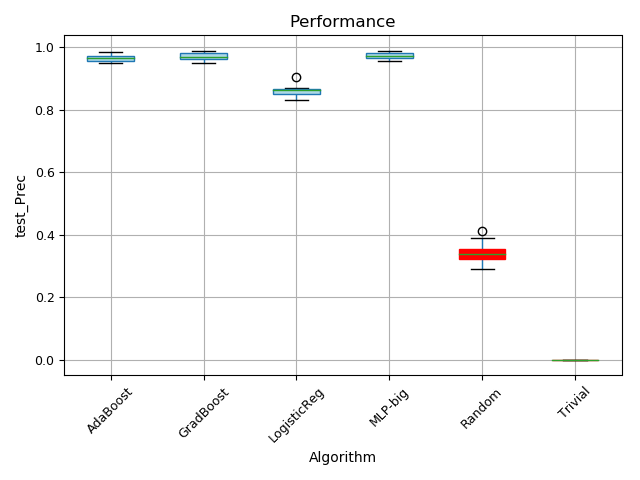 Performance
1.0
0.8
0.6
0.4
0.2
0.0
test_Prec
AdaBoost
GradBoost
LogisticReg
MLP-big
Random
Trivial
Algorithm